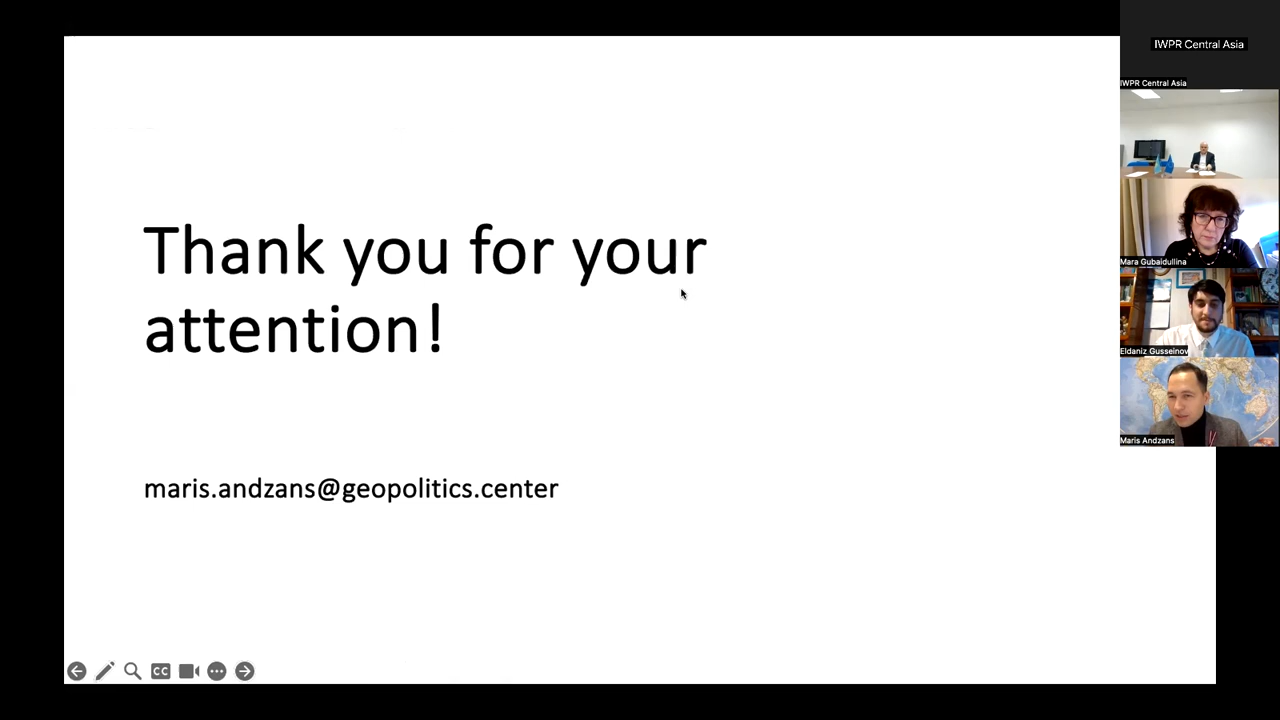 Thank you for your
attention!
maris.andzans@geopolitics.center
CC
IWPR Central Asia
IWPR Central Asia
Mara Gubaidullina
Eldaniz Gusseinov
Maris Andzans